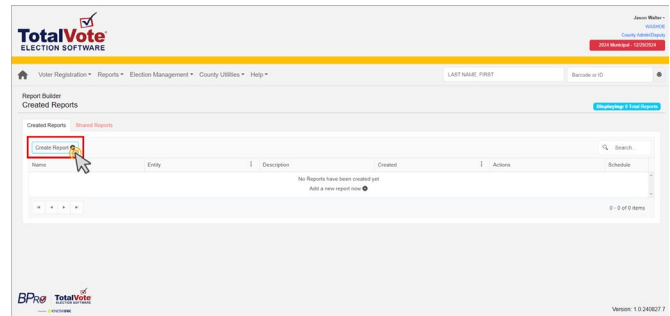 TotalVote
ELECTION SOFTWARE
Jason Walter
WASHOE
County Admin/Deputy
2024 Municipal - 12/29/2024
Voter Registration Reports Election Management County Utilities Help LAST NAME, FIRST Barcode or ID
Report Builder
Created Reports
Displaying: 0 Total Reports
Created Reports Shared Reports
Create Report Search...
Name Entity Description Created Actions Schedule
No Reports have been created yet
Add a new report now
0 - 0 of 0 items
BPro TotalVote
ELECTION SOFTWARE
KNOWiNK
Version: 1.0.240827.7